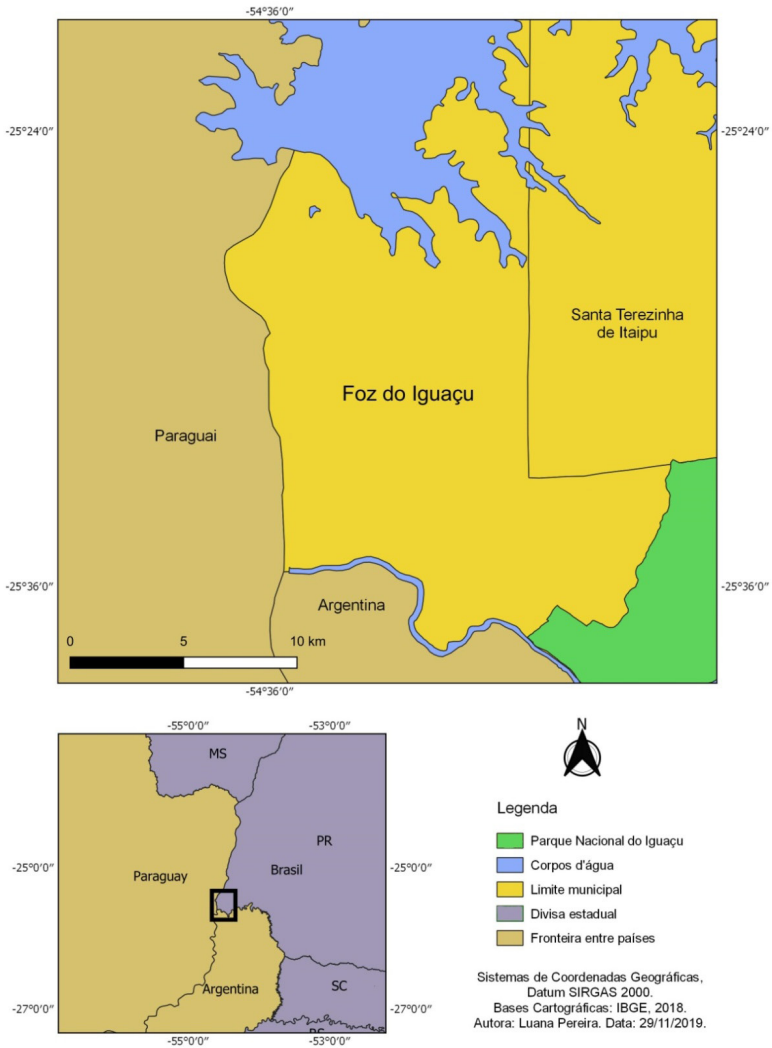 -54°36′0″
-25°24′0″
-25°24′0″
Santa Terezinha
de Itaipu
Foz do Iguaçu
Paraguai
-25°36′0″
-25°36′0″
Argentina
0 5 10 km
-54°36′0″
-55°0′0″ -53°0′0″
MS
N
Legenda
PR
Parque Nacional do Iguaçu
-25°0′0″
-25°0′0″
Corpos d'água
Paraguay
Brasil
Limite municipal
Divisa estadual
Fronteira entre países
Argentina
SC
-27°0′0″
-27°0′0″
-55°0′0″ -53°0′0″
Sistemas de Coordenadas Geográficas,
Datum SIRGAS 2000.
Bases Cartográficas: IBGE, 2018.
Autora: Luana Pereira. Data: 29/11/2019.